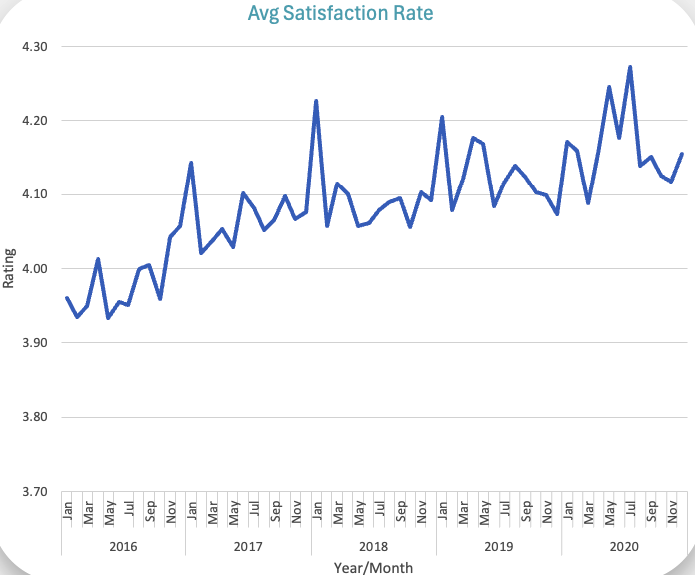 Avg Satisfaction Rate
4.30
4.20
4.10
4.00
3.90
3.80
3.70
Rating
Jan Mar May Jul Sep Nov Jan Mar May Jul Sep Nov Jan Mar May Jul Sep Nov Jan Mar May Jul Sep Nov Jan Mar May Jul Sep Nov
2016 2017 2018 2019 2020
Year/Month